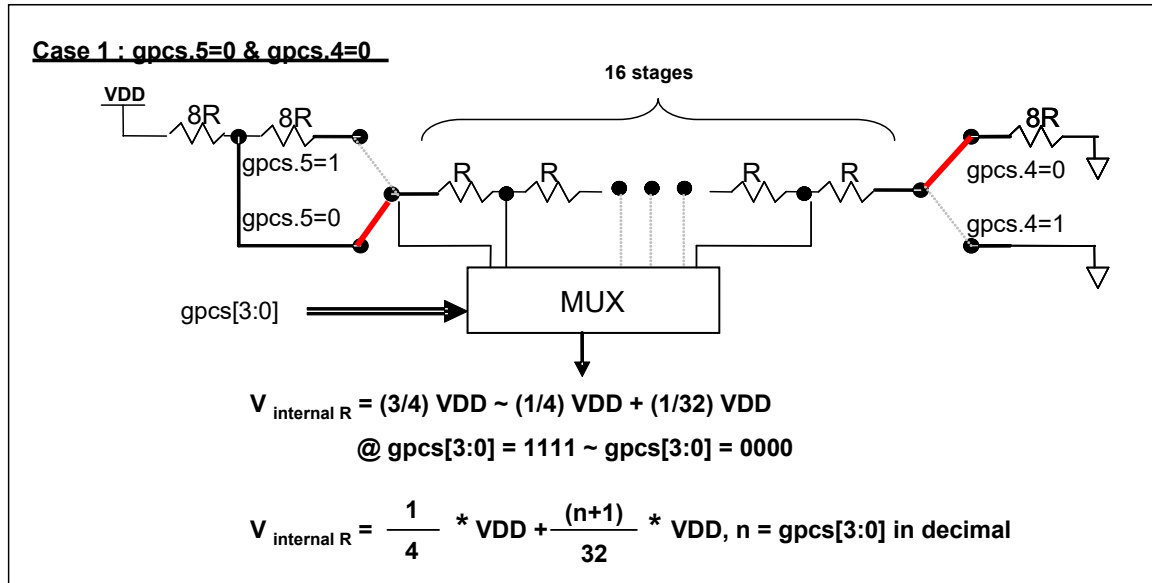 Case 1 : gpcs.5=0 & gpcs.4=0
16 stages
VDD
8R 8R 8R
gpcs.5=1
gpcs.4=0
R R R R
gpcs.5=0
gpcs.4=1
MUX
gpcs[3:0]
V internal R = (3/4) VDD ~ (1/4) VDD + (1/32) VDD
@ gpcs[3:0] = 1111 ~ gpcs[3:0] = 0000
V internal R = 1/4 * VDD + (n+1)/32 * VDD, n = gpcs[3:0] in decimal